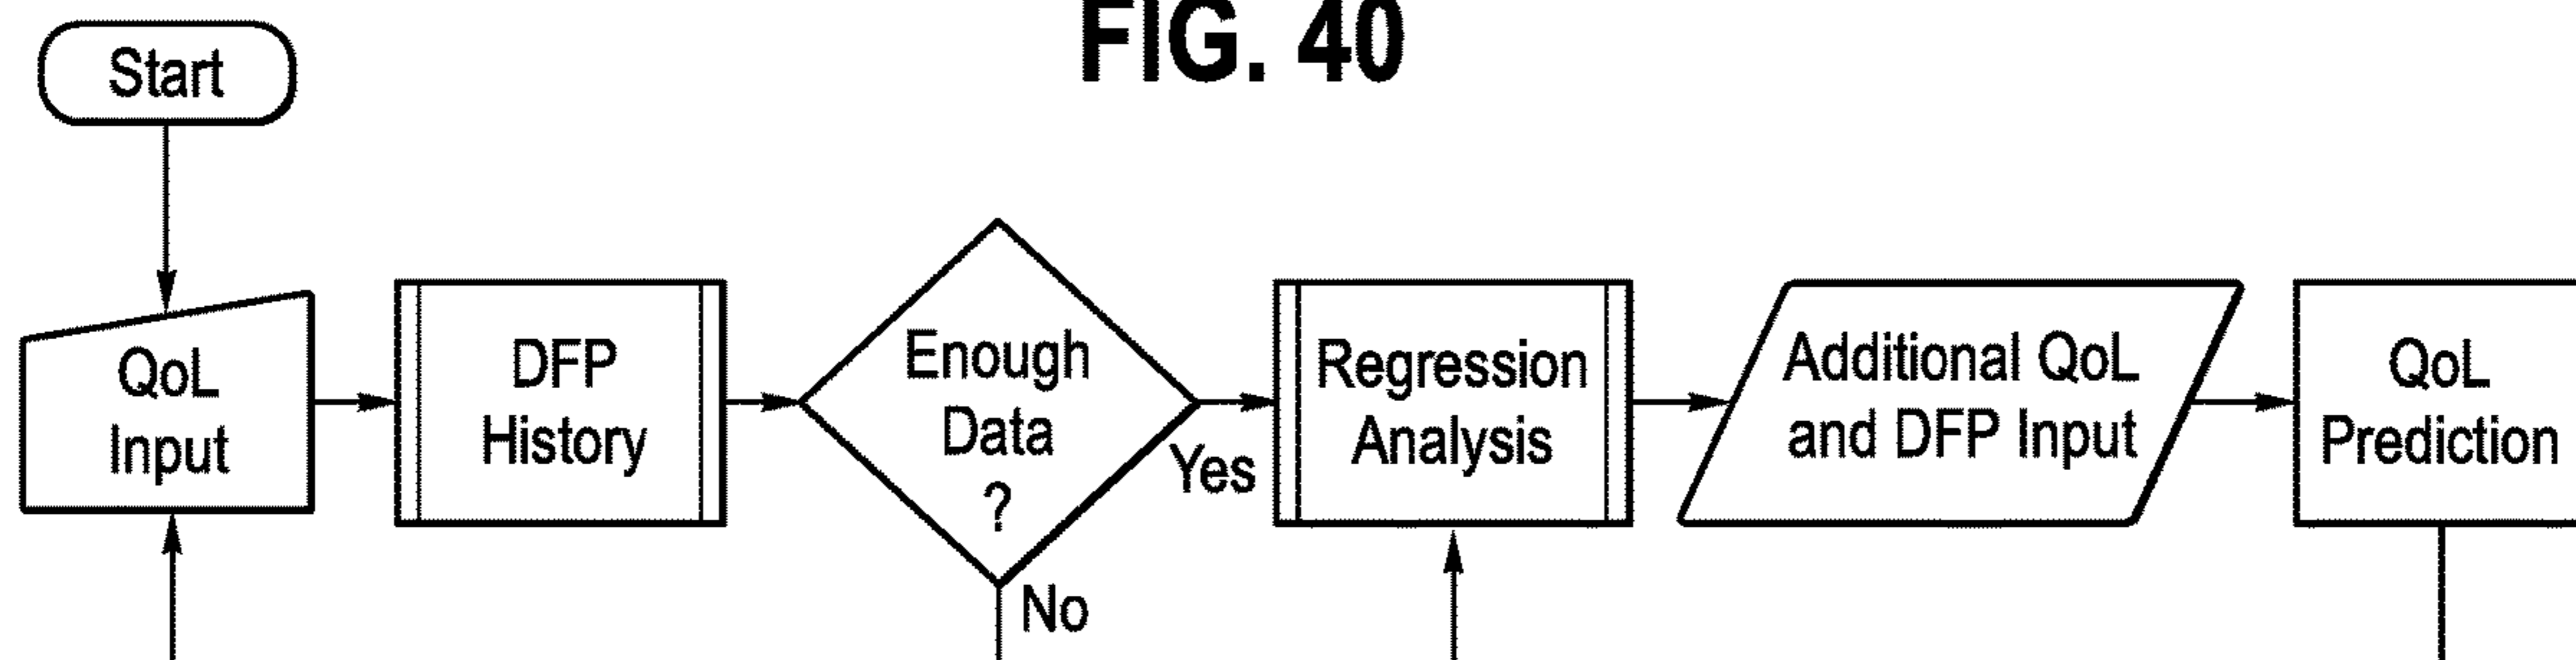 FIG. 40
Start
QoL
Input
DFP
History
Enough
Data
?
Yes
No
Regression
Analysis
Additional QoL
and DFP Input
QoL
Prediction